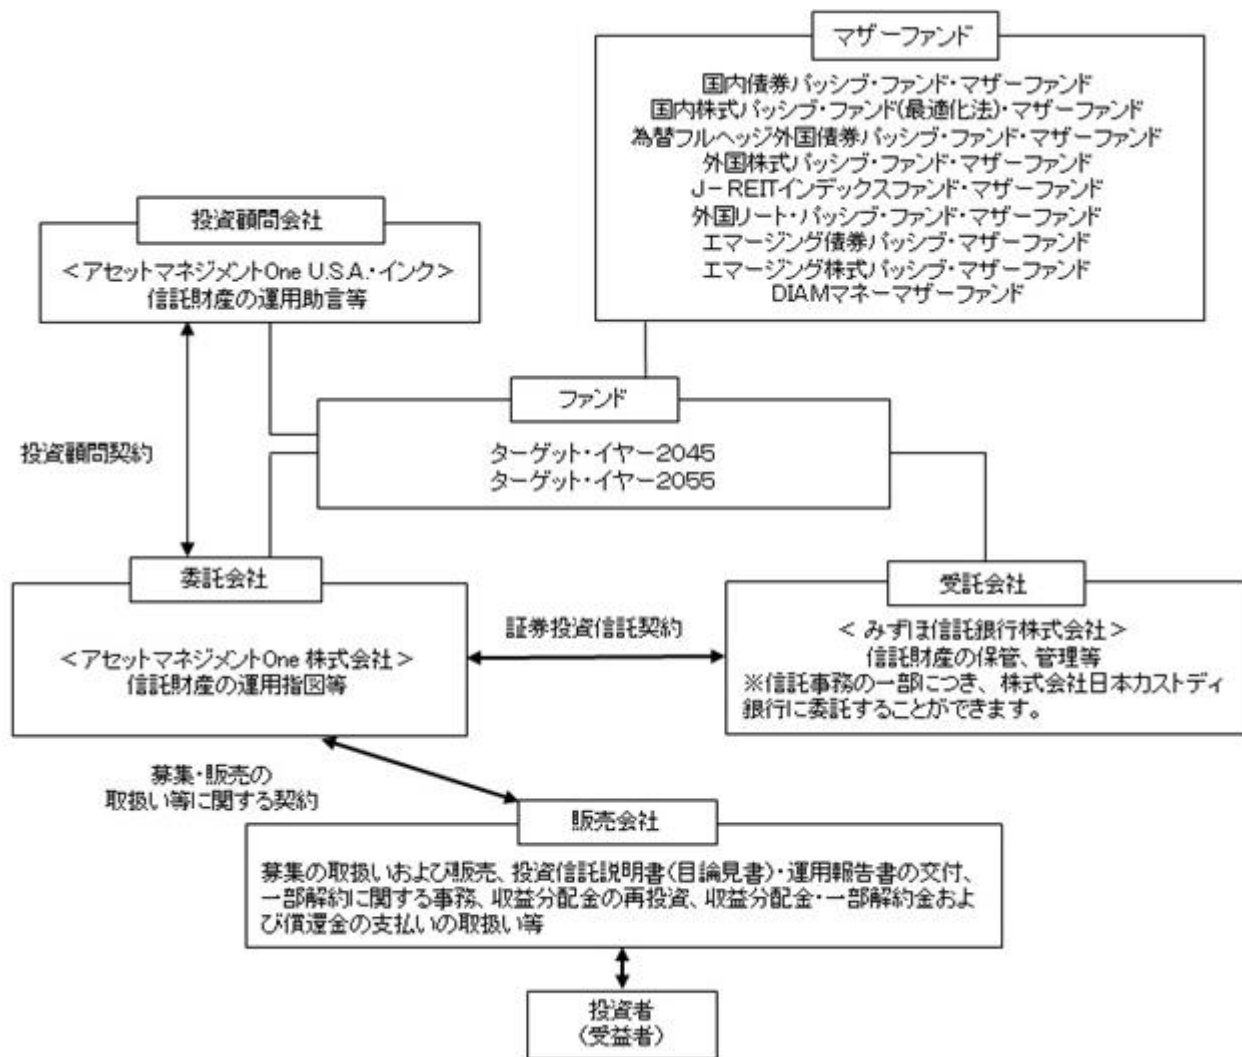 マザーファンド
国内債券パッシブ・ファンド・マザーファンド
国内株式パッシブ・ファンド(最適化法)・マザーファンド
為替フルヘッジ外国債券パッシブ・ファンド・マザーファンド
外国株式パッシブ・ファンド・マザーファンド
J－REITインデックスファンド・マザーファンド
外国リート・パッシブ・ファンド・マザーファンド
エマージング債券パッシブ・マザーファンド
エマージング株式パッシブ・マザーファンド
DIAMマネーマザーファンド
投資顧問会社
＜アセットマネジメントOne U.S.A.・インク＞
信託財産の運用助言等
ファンド
ターゲット・イヤー2045
ターゲット・イヤー2055
投資顧問契約
委託会社
＜アセットマネジメントOne 株式会社＞
信託財産の運用指図等
証券投資信託契約
受託会社
＜ みずほ信託銀行株式会社＞
信託財産の保管、管理等
※信託事務の一部につき、株式会社日本カストディ
銀行に委託することができます。
募集・販売の
取扱い等に関する契約
販売会社
募集の取扱いおよび販売、投資信託説明書(目論見書)・運用報告書の交付、
一部解約に関する事務、収益分配金の再投資、収益分配金・一部解約金およ
び償還金の支払いの取扱い等
投資者
(受益者)